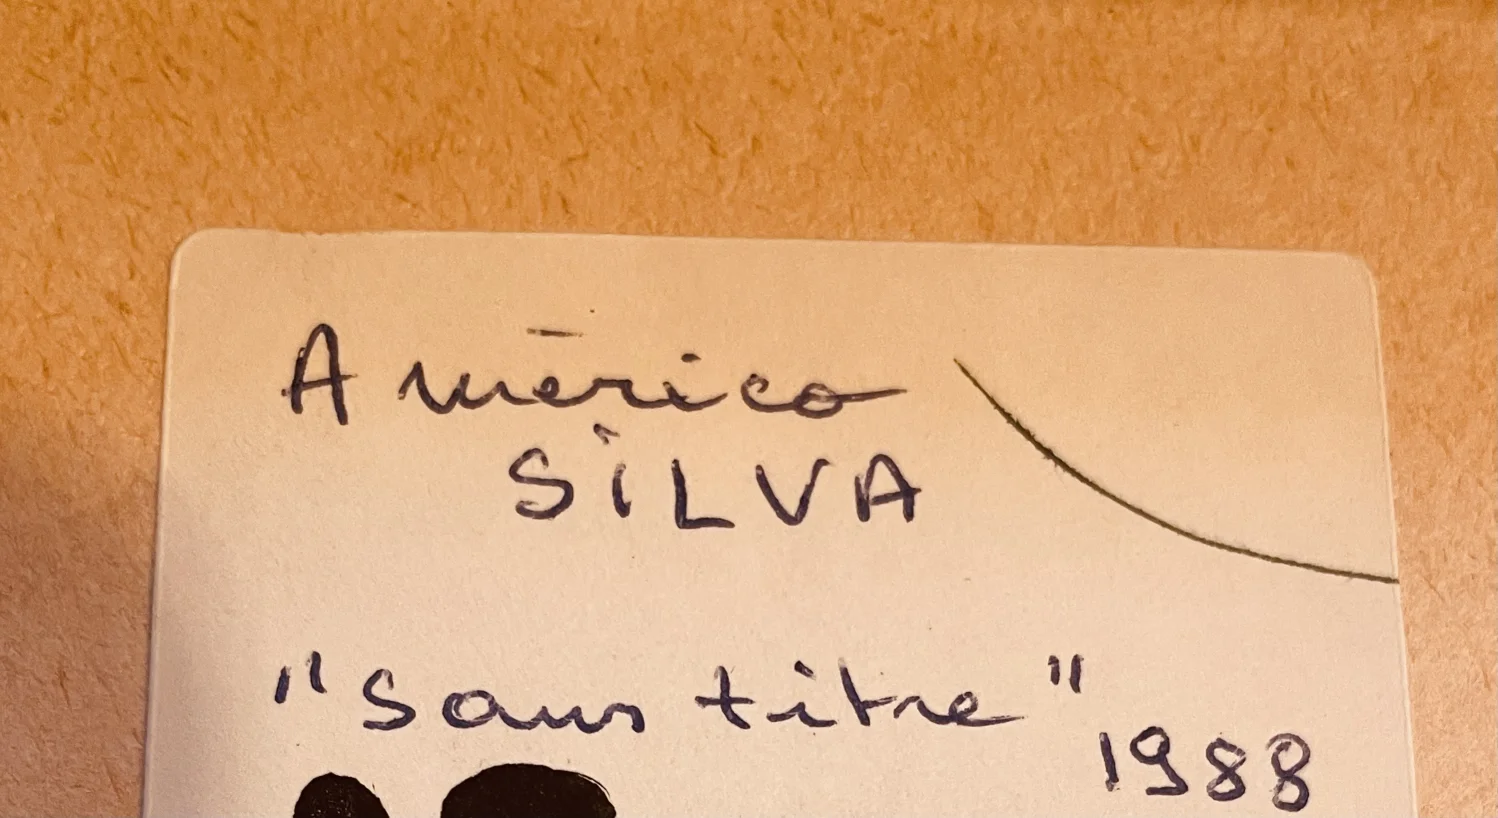 Américo
SILVA
"Sans titre"
1988